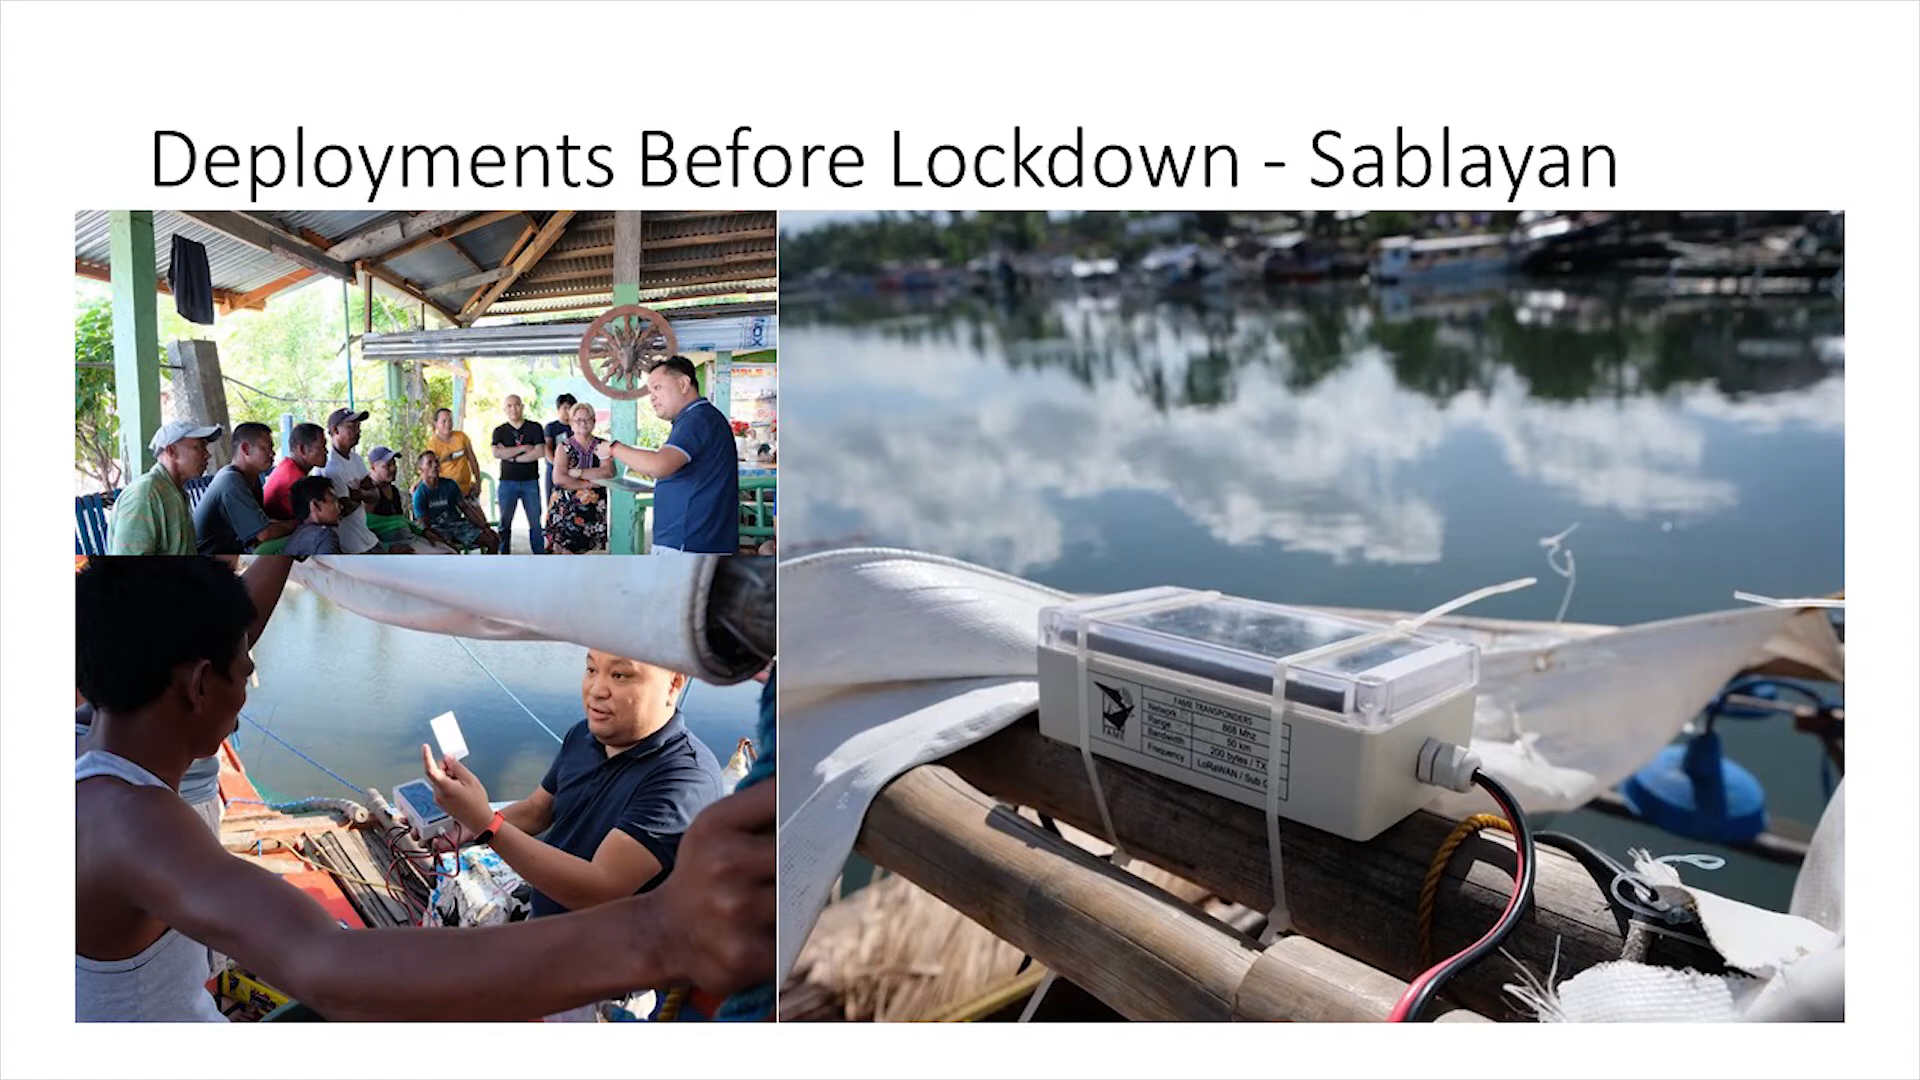 Deployments Before Lockdown - Sablayan
FAME TRANSPONDERS
Network 868 Mhz
Range 50 km
Bandwidth 200 bytes / TX
Frequency LoRaWAN / Sub
FAME